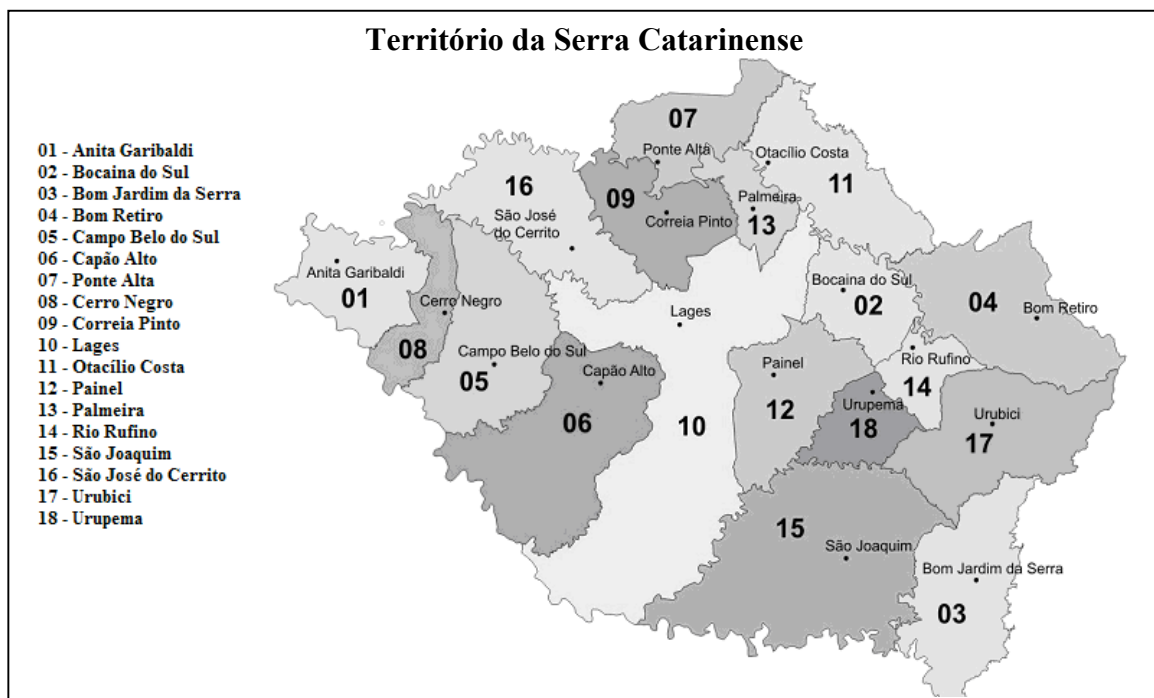 Território da Serra Catarinense
01 - Anita Garibaldi
02 - Bocaina do Sul
03 - Bom Jardim da Serra
04 - Bom Retiro
05 - Campo Belo do Sul
06 - Capão Alto
07 - Ponte Alta
08 - Cerro Negro
09 - Correia Pinto
10 - Lages
11 - Otacílio Costa
12 - Painel
13 - Palmeira
14 - Rio Rufino
15 - São Joaquim
16 - São José do Cerrito
17 - Urubici
18 - Urupema
07
Ponte Alta
Otacílio Costa
11
16
São José
do Cerrito
09
Correia Pinto
Palmeira
13
Anita Garibaldi
01
Cerro Negro
08
Campo Belo do Sul
05
Capão Alto
06
Lages
10
Bocaina do Sul
02
04
Bom Retiro
Painel
12
Rio Rufino
14
Urupema
18
Urubici
17
15
São Joaquim
Bom Jardim da Serra
03